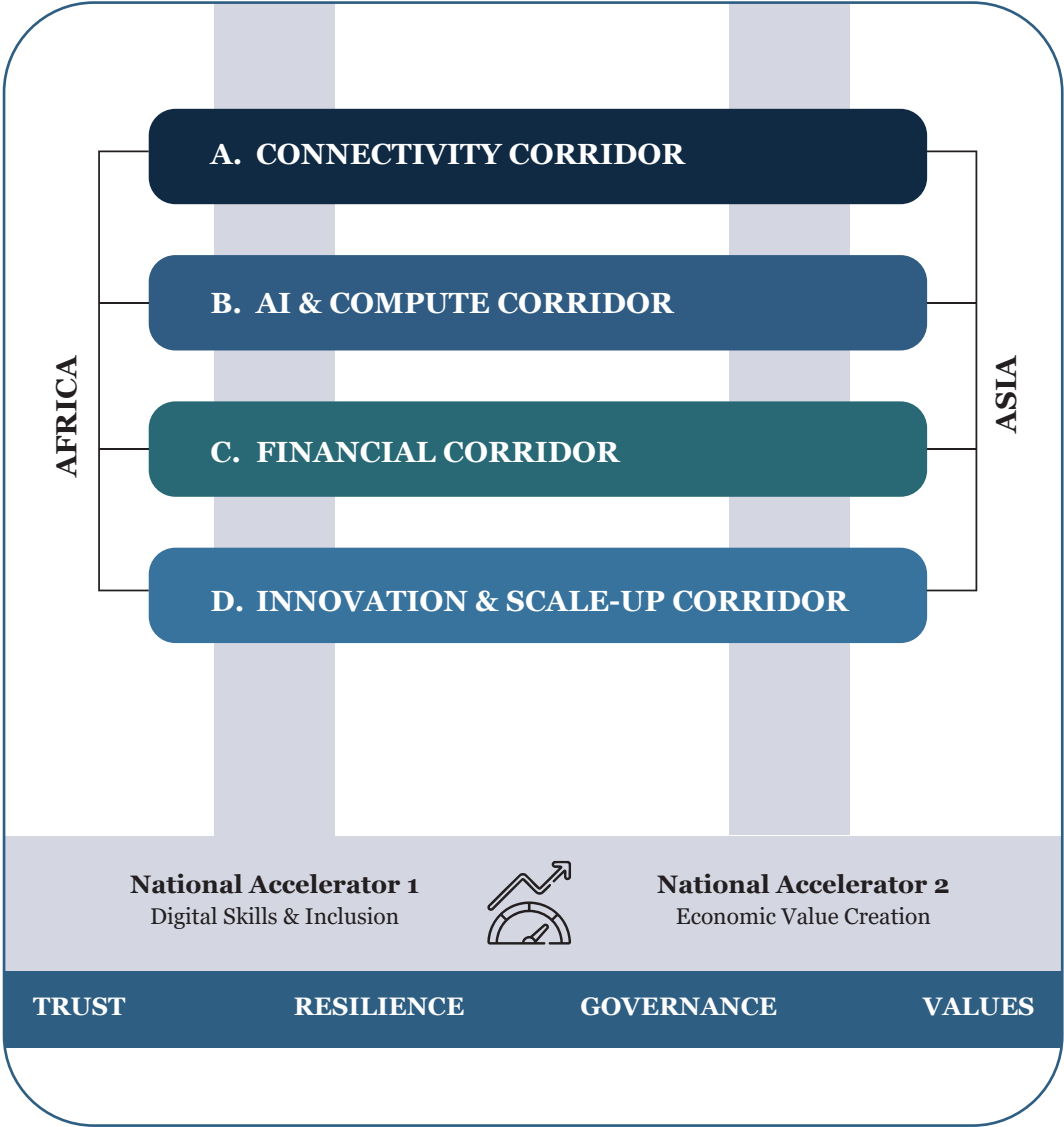 A. CONNECTIVITY CORRIDOR
B. AI & COMPUTE CORRIDOR
AFRICA
ASIA
C. FINANCIAL CORRIDOR
D. INNOVATION & SCALE-UP CORRIDOR
National Accelerator 1
Digital Skills & Inclusion
National Accelerator 2
Economic Value Creation
TRUST
RESILIENCE
GOVERNANCE
VALUES